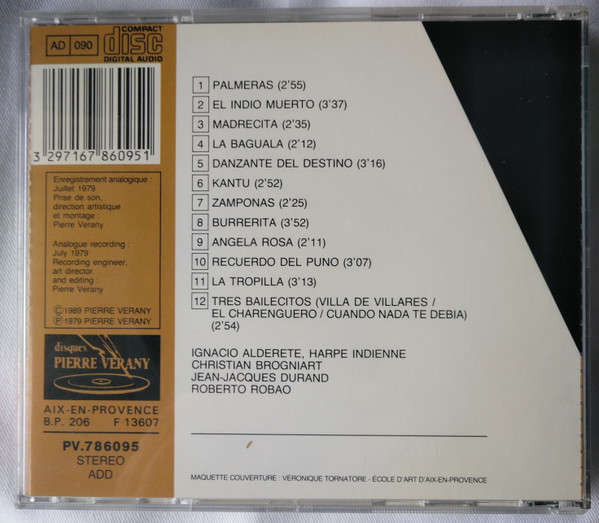 AD 090
COMPACT
disc
DIGITAL AUDIO
3 297167 860951
Enregistrement analogique :
Juillet 1979
Prise de son,
direction artistique
et montage :
Pierre Verany
Analogue recording :
July 1979
Recording engineer,
art director
and editing :
Pierre Verany
Ⓒ1989 PIERRE VERANY
Ⓟ1979 PIERRE VERANY
disques
PIERRE VERANY
AIX-EN-PROVENCE
B.P. 206 F 13607
PV.786095
STEREO
ADD
1 PALMERAS (2'55)
2 EL INDIO MUERTO (3'37)
3 MADRECITA (2'35)
4 LA BAGUALA (2'12)
5 DANZANTE DEL DESTINO (3'16)
6 KANTU (2'52)
7 ZAMPONAS (2'25)
8 BURRERITA (3'52)
9 ANGELA ROSA (2'11)
10 RECUERDO DEL PUNO (3'07)
11 LA TROPILLA (3'13)
12 TRES BAILECITOS (VILLA DE VILLARES /
EL CHARENGUERO / CUANDO NADA TE DEBIA)
(2'54)
IGNACIO ALDERETE, HARPE INDIENNE
CHRISTIAN BROGNIART
JEAN-JACQUES DURAND
ROBERTO ROBAO
MAQUETTE COUVERTURE : VÉRONIQUE TORNATORE - ÉCOLE D'ART D'AIX-EN-PROVENCE